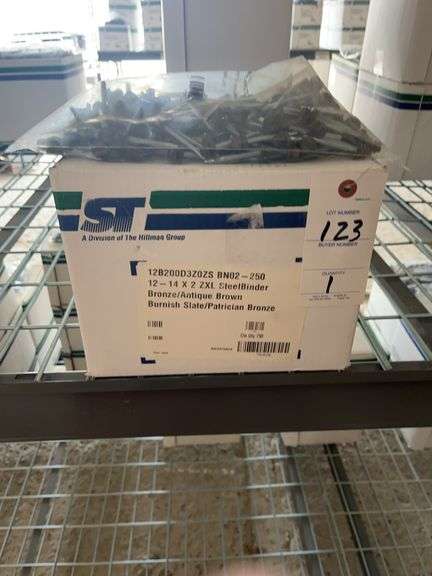 ST
A Division of The Hillman Group
12B200D3Z0ZS BN02-250
12-14 X 2 ZXL SteelBinder
Bronze/Antique Brown
Burnish Slate/Patrician Bronze
LOT NUMBER
123
BUYER NUMBER
QUANTITY
1